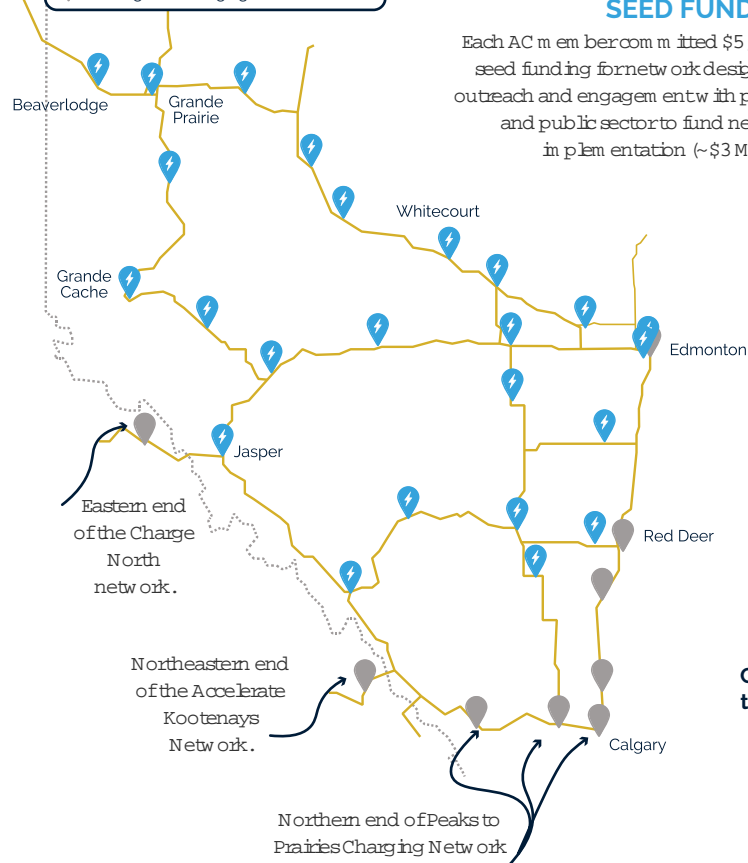 SEED FUND
Each AC member committed $5
seed funding for network desig
outreach and engagement with p
and public sector to fund ne
implementation (~$3 M
Beaverlodge
Grande
Prairie
Whitecourt
Grande
Cache
Edmonton
Jasper
Eastern end
of the Charge
North
network.
Red Deer
Northeastern end
of the Accelerate
Kootenays
Network.
Calgary
Northern end of Peaks to
Prairies Charging Network